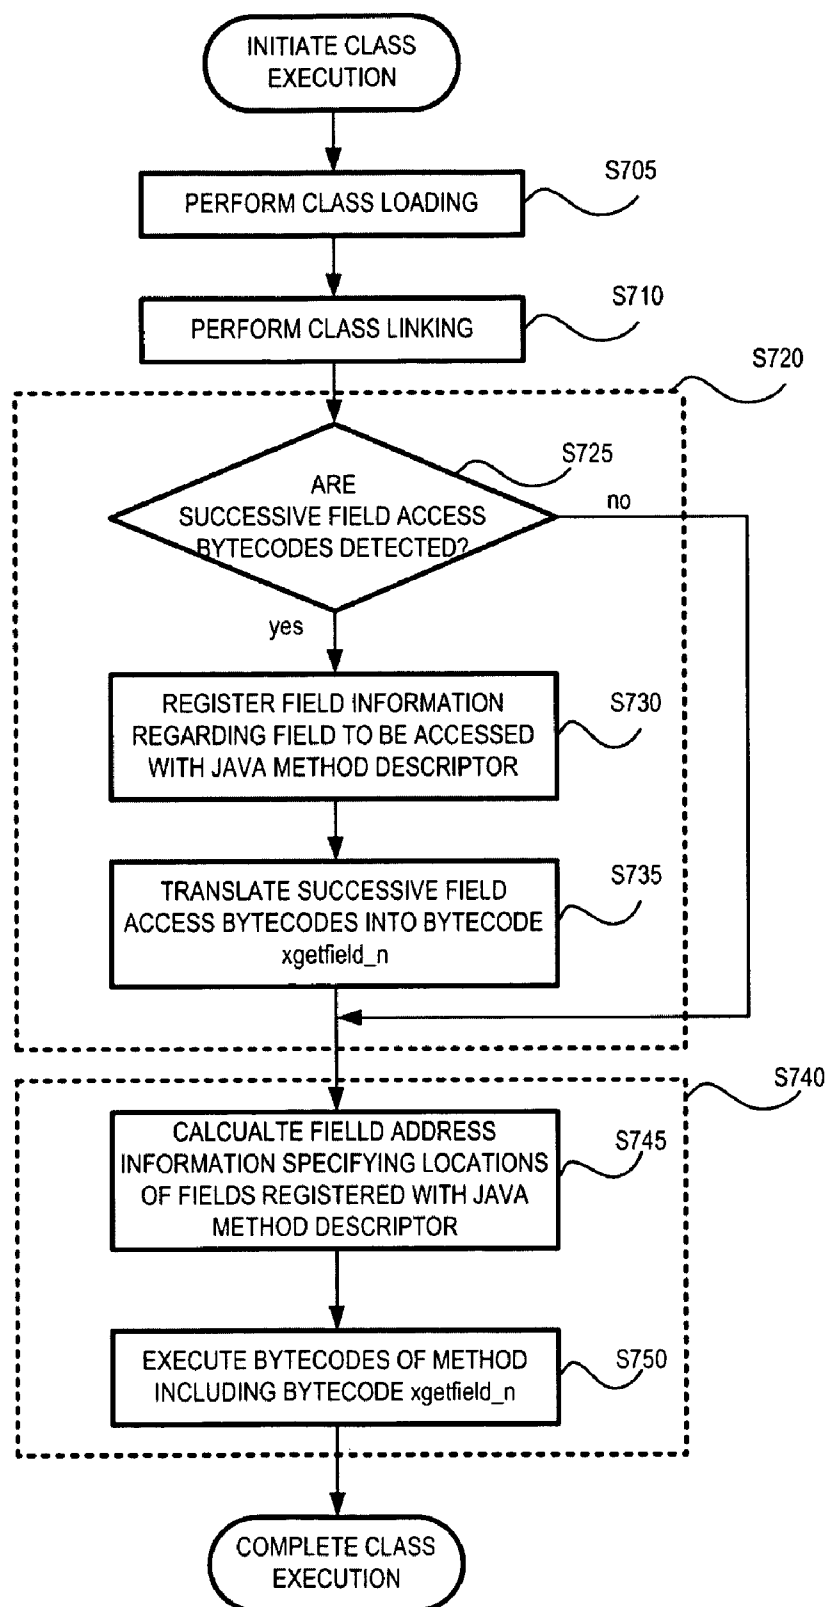 INITIATE CLASS
EXECUTION
S705
PERFORM CLASS LOADING
S710
PERFORM CLASS LINKING
S720
S725
ARE
SUCCESSIVE FIELD ACCESS
BYTECODES DETECTED?
no
yes
S730
REGISTER FIELD INFORMATION
REGARDING FIELD TO BE ACCESSED
WITH JAVA METHOD DESCRIPTOR
S735
TRANSLATE SUCCESSIVE FIELD
ACCESS BYTECODES INTO BYTECODE
xgetfield_n
S740
S745
CALCUALTE FIELLD ADDRESS
INFORMATION SPECIFYING LOCATIONS
OF FIELDS REGISTERED WITH JAVA
METHOD DESCRIPTOR
S750
EXECUTE BYTECODES OF METHOD
INCLUDING BYTECODE xgetfield_n
COMPLETE CLASS
EXECUTION